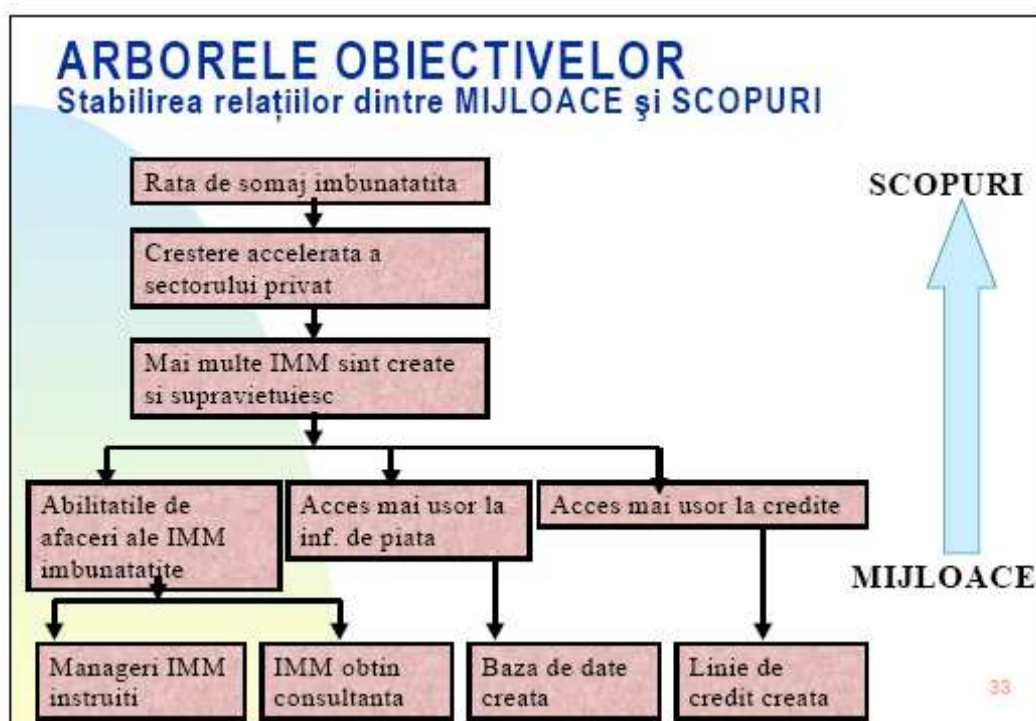 ARBORELE OBIECTIVELOR
Stabilirea relațiilor dintre MIJLOACE şi SCOPURI
Rata de somaj imbunatatita
SCOPURI
Crestere accelerata a
sectorului privat
Mai multe IMM sint create
si supravietuiesc
Abilitatile de
afaceri ale IMM
imbunatatite
Acces mai usor la
inf. de piata
Acces mai usor la credite
MIJLOACE
Manageri IMM
instruiti
IMM obtin
consultanta
Baza de date
creata
Linie de
credit creata
33